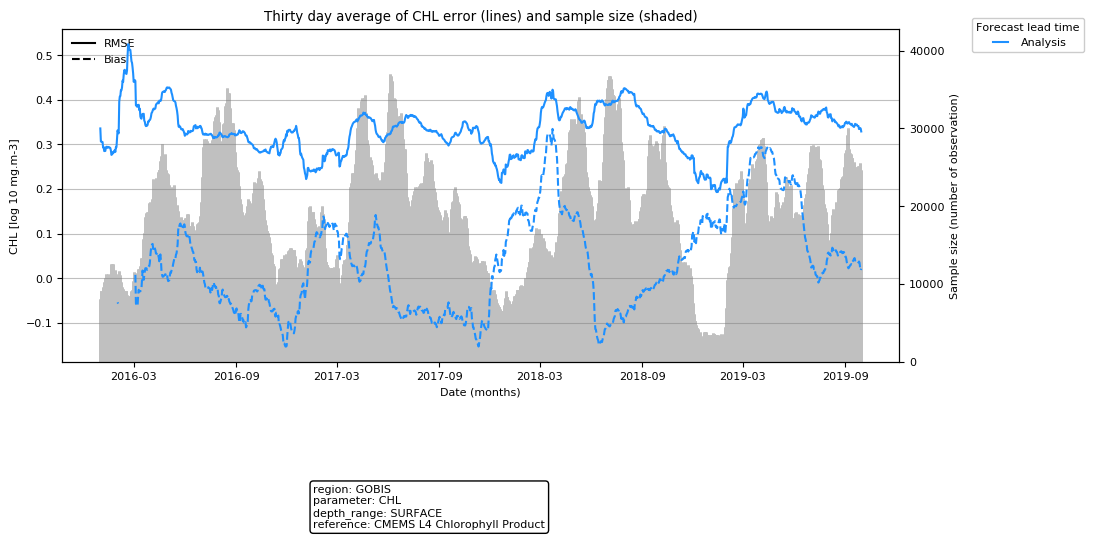 Thirty day average of CHL error (lines) and sample size (shaded)
Forecast lead time
Analysis
RMSE
Bias
CHL [log 10 mg.m-3]
0.5
0.4
0.3
0.2
0.1
0.0
−0.1
Sample size (number of observation)
40000
30000
20000
10000
0
2016-03
2016-09
2017-03
2017-09
2018-03
2018-09
2019-03
2019-09
Date (months)
region: GOBIS
parameter: CHL
depth_range: SURFACE
reference: CMEMS L4 Chlorophyll Product